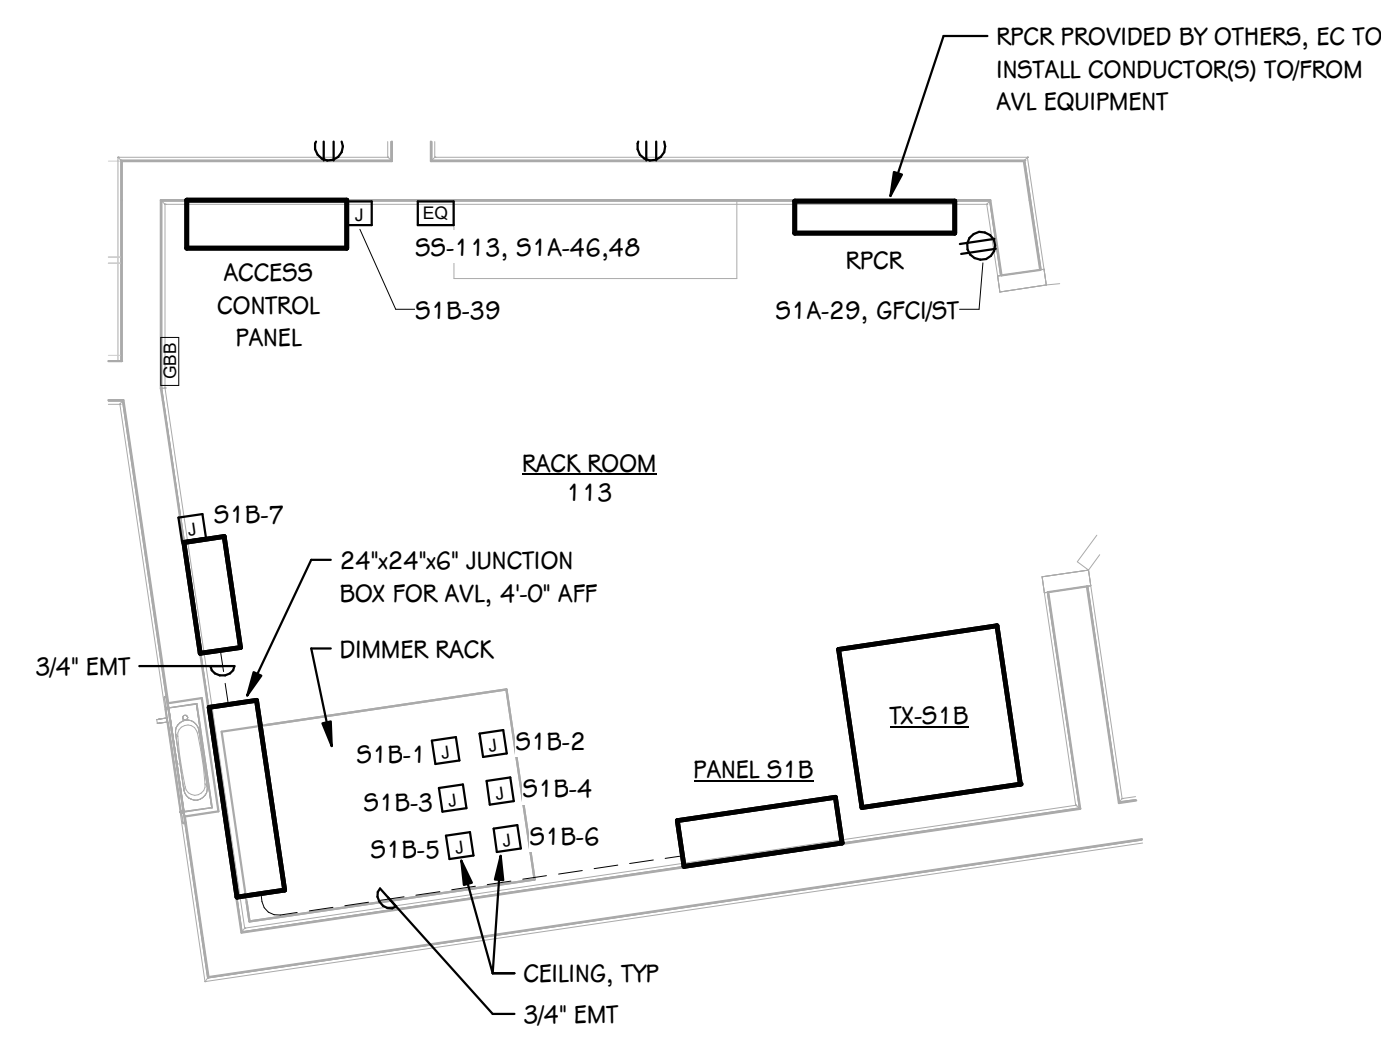 RPCR PROVIDED BY OTHERS, EC TO
INSTALL CONDUCTOR(S) TO/FROM
AVL EQUIPMENT
J
EQ
SS-113, S1A-46,48
ACCESS
CONTROL
PANEL
S1B-39
RPCR
S1A-29, GFCI/ST
GBB
RACK ROOM
113
J
S1B-7
24"x24"x6" JUNCTION
BOX FOR AVL, 4'-0" AFF
3/4" EMT
DIMMER RACK
S1B-1
J
J
S1B-2
S1B-3
J
J
S1B-4
S1B-5
J
J
S1B-6
TX-S1B
PANEL S1B
CEILING, TYP
3/4" EMT